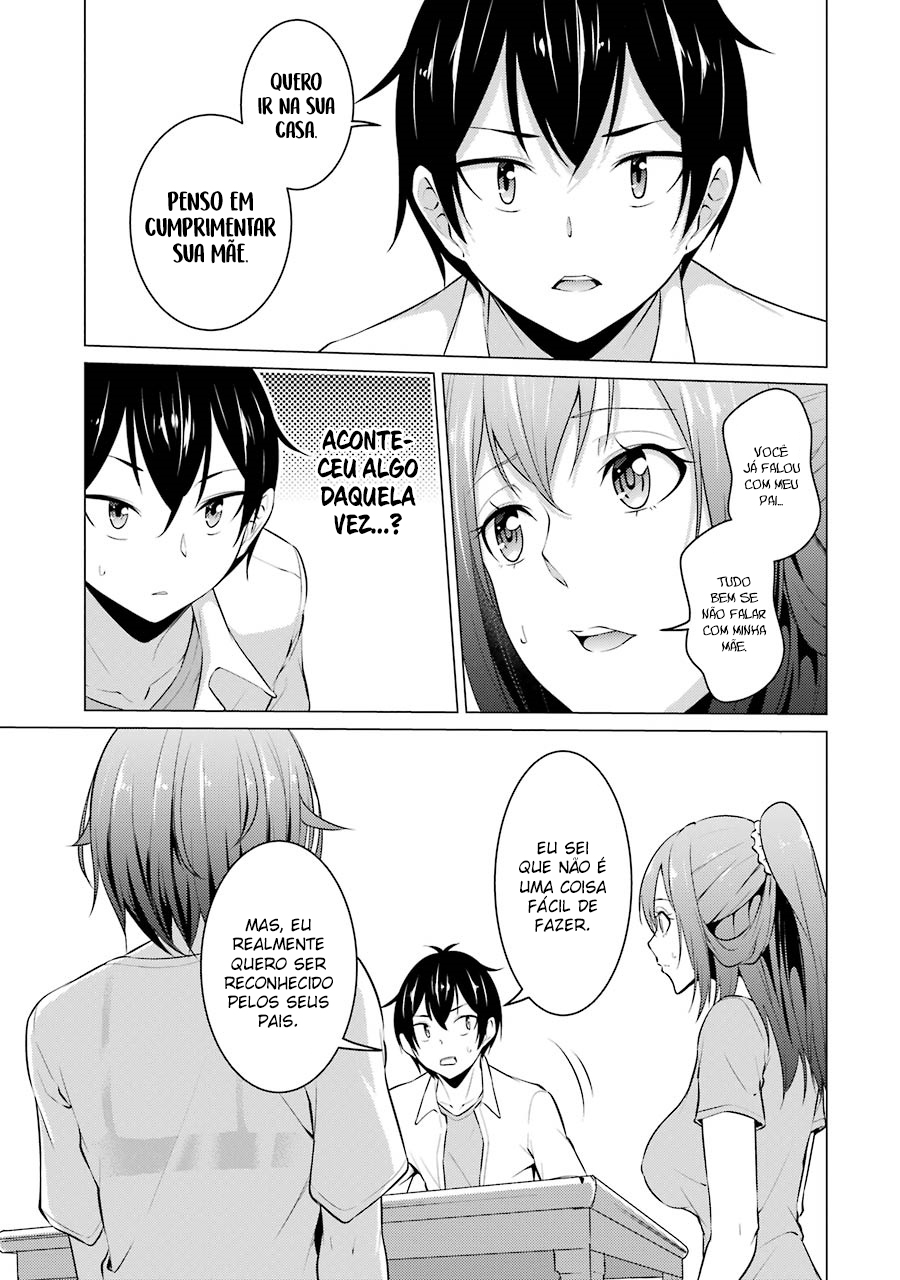 QUERO
IR NA SUA
CASA.
PENSO EM
CUMPRIMENTAR
SUA MÃE.
VOCÊ
JÁ FALOU
COM MEU
PAI...
TUDO
BEM SE
NÃO FALAR
COM MINHA
MÃE.
ACONTE-
CEU ALGO
DAQUELA
VEZ...?
EU SEI
QUE NÃO É
UMA COISA
FÁCIL DE
FAZER.
MAS, EU
REALMENTE
QUERO SER
RECONHECIDO
PELOS SEUS
PAIS.